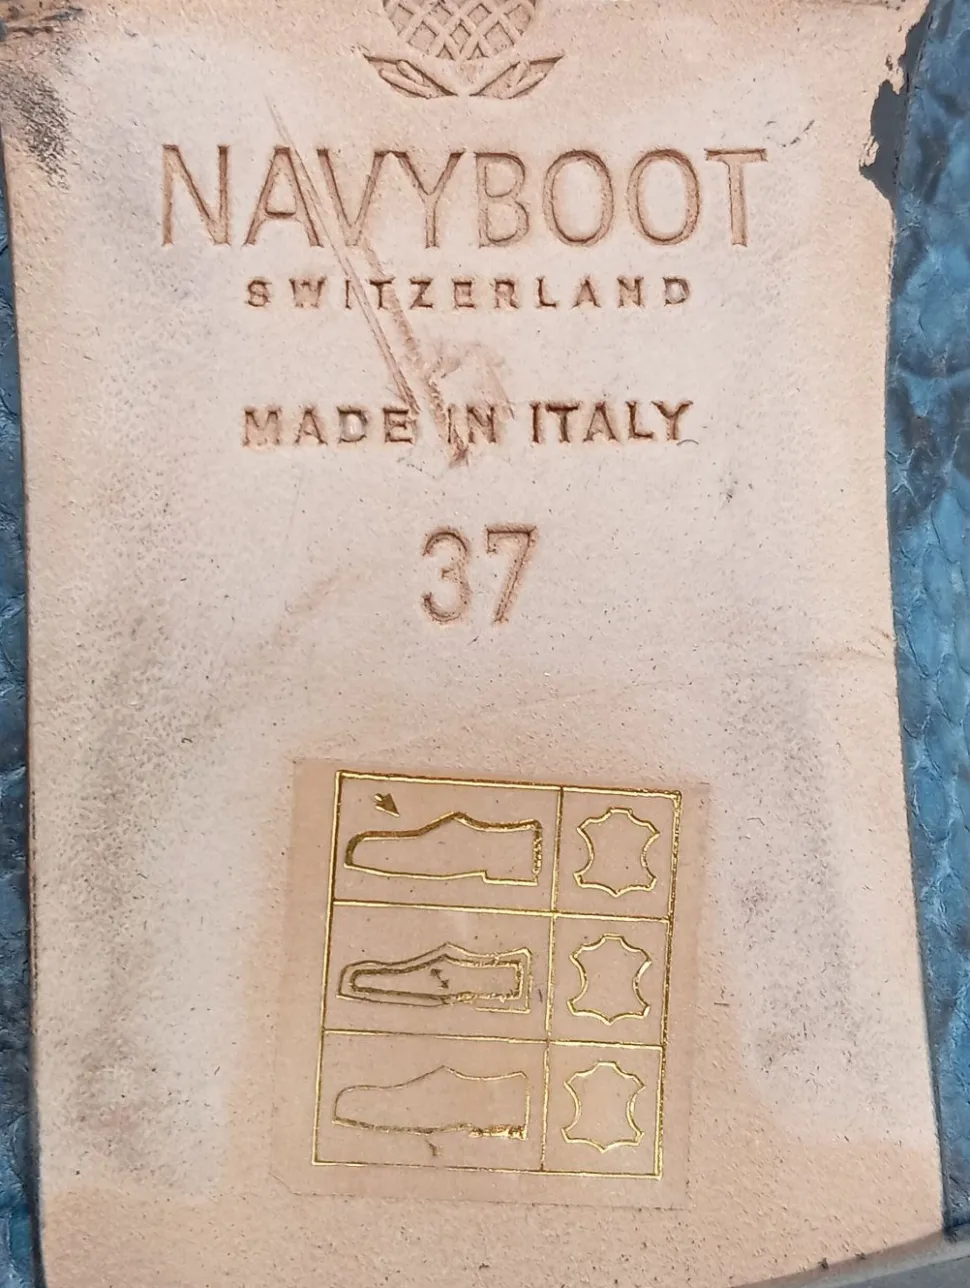 NAVYBOOT
SWITZERLAND
MADE IN ITALY
37